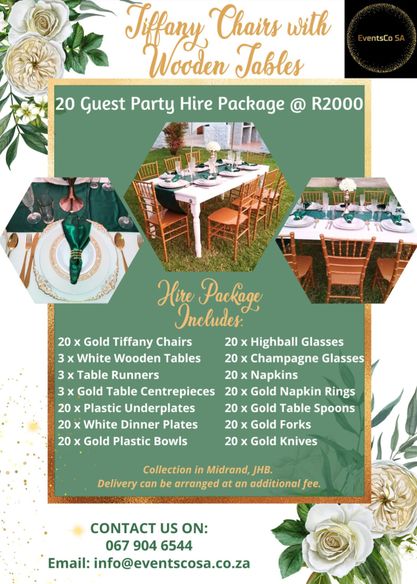 Tiffany Chairs with
Wooden Tables
EventsCo SA
20 Guest Party Hire Package @ R2000
Hire Package
Includes:
20 x Gold Tiffany Chairs
3 x White Wooden Tables
3 x Table Runners
3 x Gold Table Centrepieces
20 x Plastic Underplates
20 x White Dinner Plates
20 x Gold Plastic Bowls
20 x Highball Glasses
20 x Champagne Glasses
20 x Napkins
20 x Gold Napkin Rings
20 x Gold Table Spoons
20 x Gold Forks
20 x Gold Knives
Collection in Midrand, JHB.
Delivery can be arranged at an additional fee.
CONTACT US ON:
067 904 6544
Email: info@eventscosa.co.za